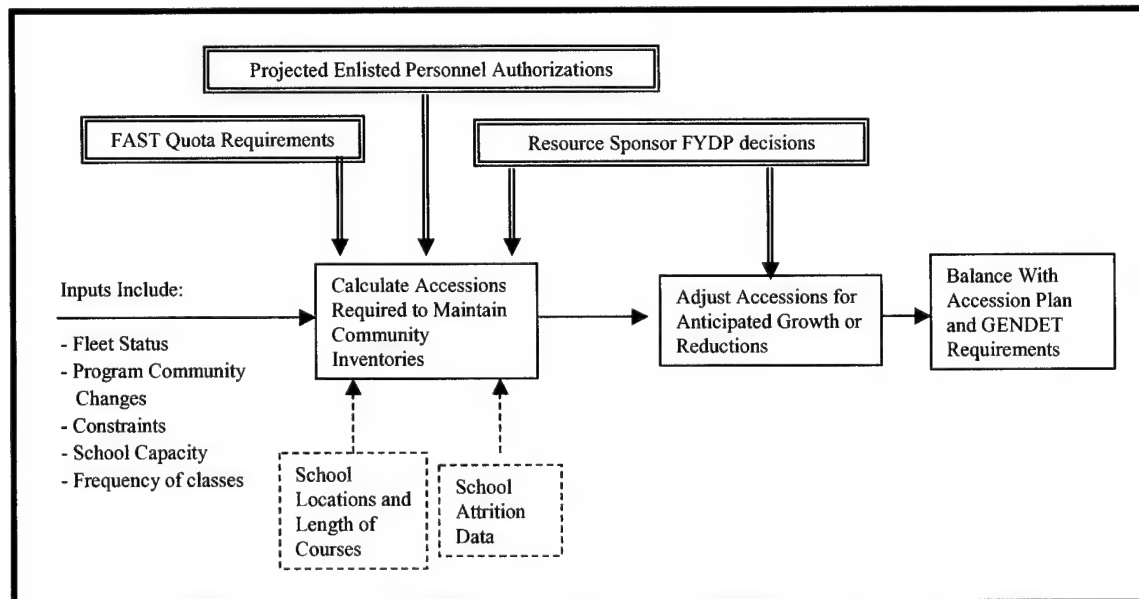 Projected Enlisted Personnel Authorizations
FAST Quota Requirements
Resource Sponsor FYDP decisions
Inputs Include:
- Fleet Status
- Program Community
Changes
- Constraints
- School Capacity
- Frequency of classes
Calculate Accessions
Required to Maintain
Community
Inventories
Adjust Accessions for
Anticipated Growth or
Reductions
Balance With
Accession Plan
and GENDET
Requirements
School
Locations and
Length of
Courses
School
Attrition
Data